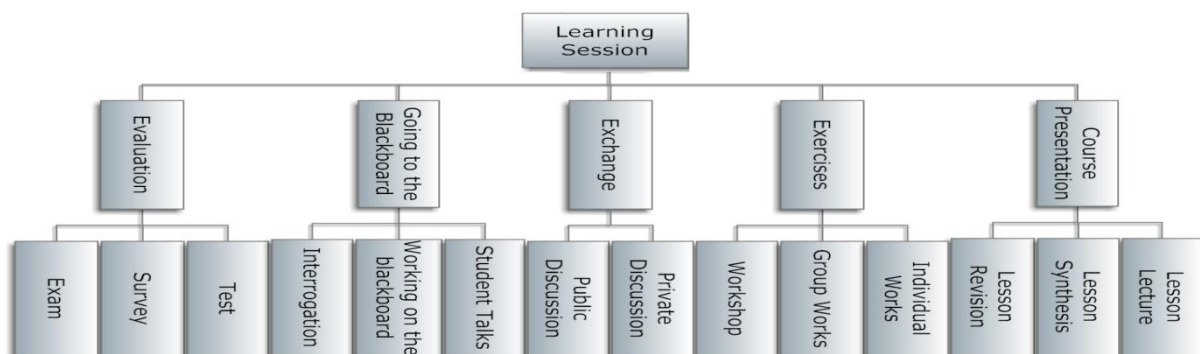 Learning
Session
Evaluation
Going to the
Blackboard
Exchange
Exercises
Course
Presentation
Exam
Survey
Test
Interrogation
Working on the
blackboard
Student Talks
Public
Discussion
Private
Discussion
Workshop
Group Works
Individual
Works
Lesson
Revision
Lesson
Synthesis
Lesson
Lecture